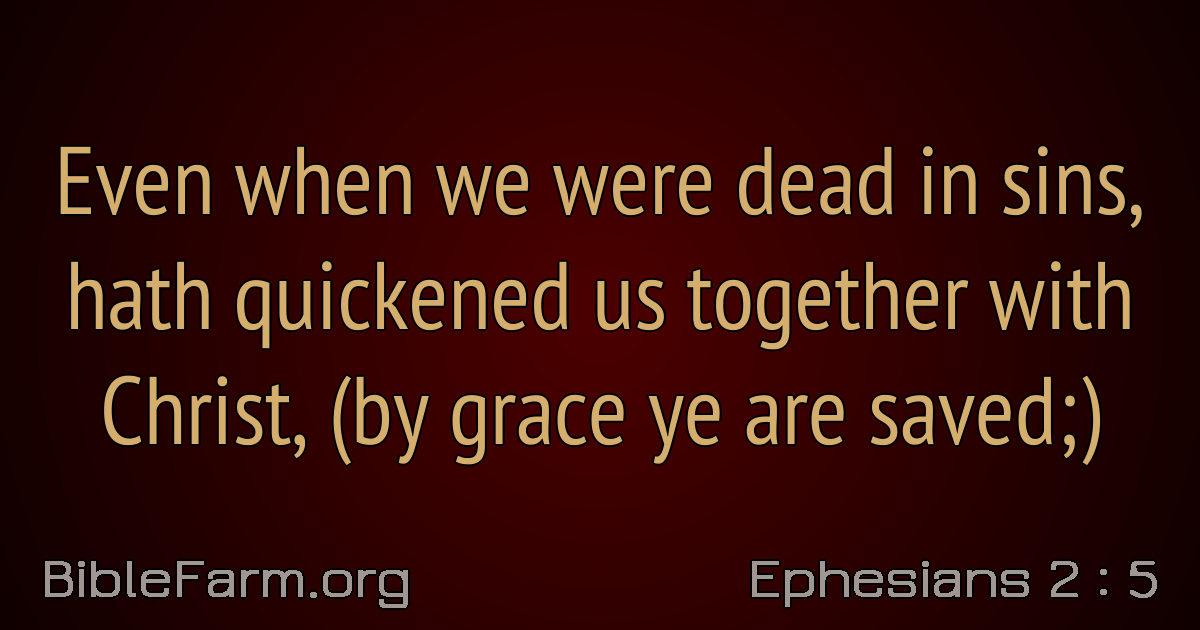 Even when we were dead in sins,
hath quickened us together with
Christ, (by grace ye are saved;)
BibleFarm.org
Ephesians 2 : 5